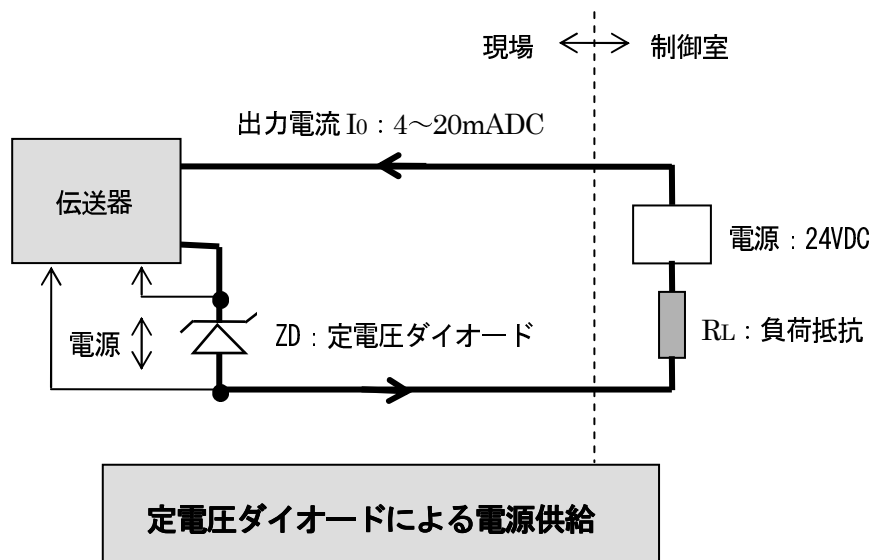 現場 制御室
出力電流 I0：4～20mADC
伝送器
電源：24VDC
電源
ZD：定電圧ダイオード
RL：負荷抵抗
定電圧ダイオードによる電源供給